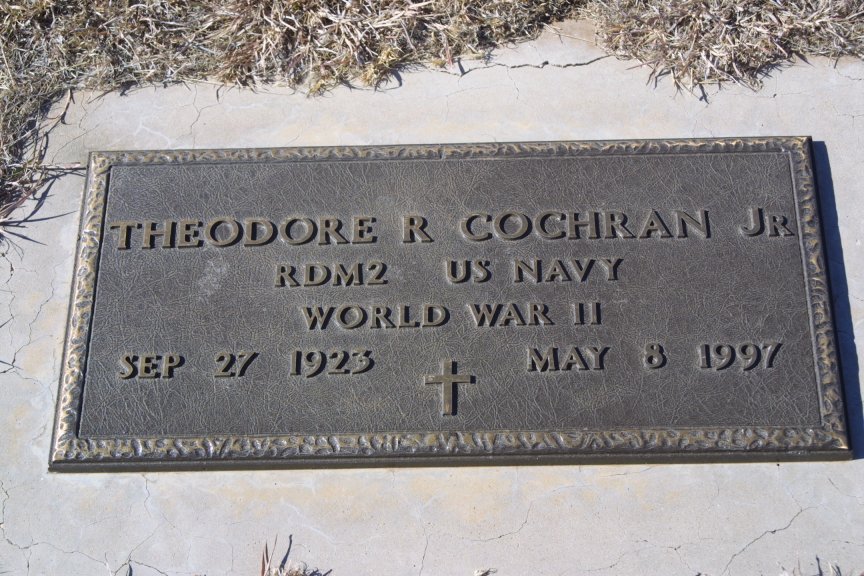 THEODORE R COCHRAN JR
RDM2 US NAVY
WORLD WAR II
SEP 27 1923 MAY 8 1997